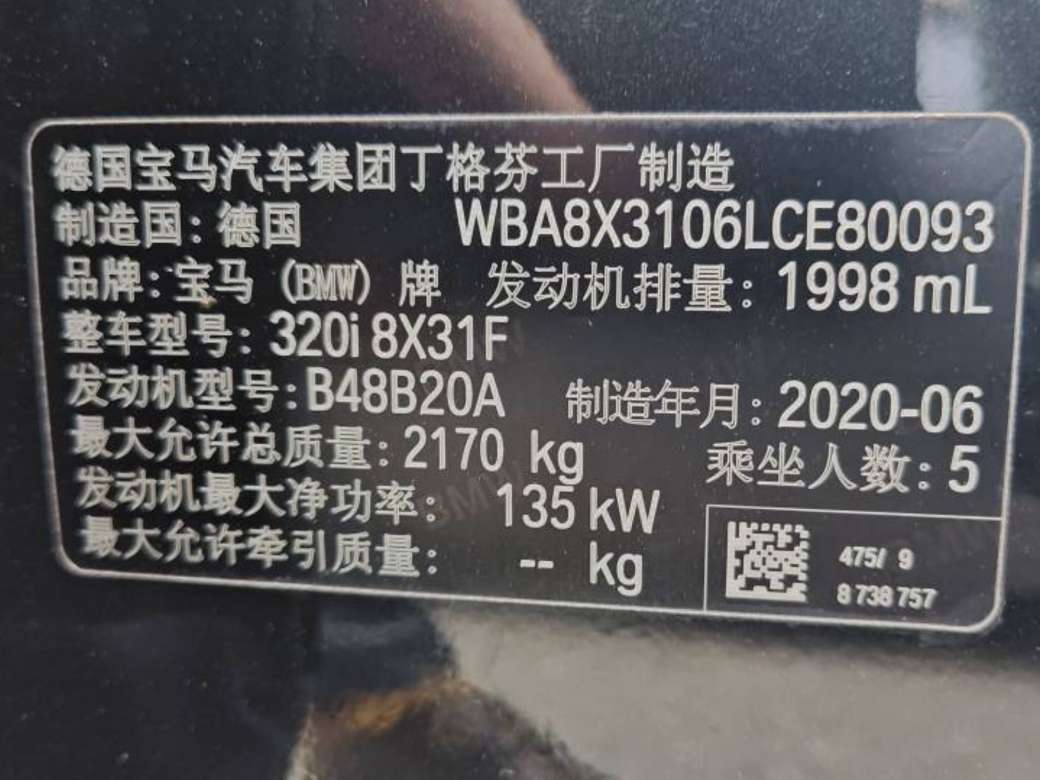 德国宝马汽车集团丁格芬工厂制造
制造国：德国 WBA8X3106LCE80093
品牌：宝马 (BMW) 牌 发动机排量：1998 mL
整车型号：320i 8X31F
发动机型号：B48B20A 制造年月：2020-06
最大允许总质量：2170 kg 乘坐人数：5
发动机最大净功率： 135 kW
最大允许牵引质量： -- kg
475/ 9
8 738 757